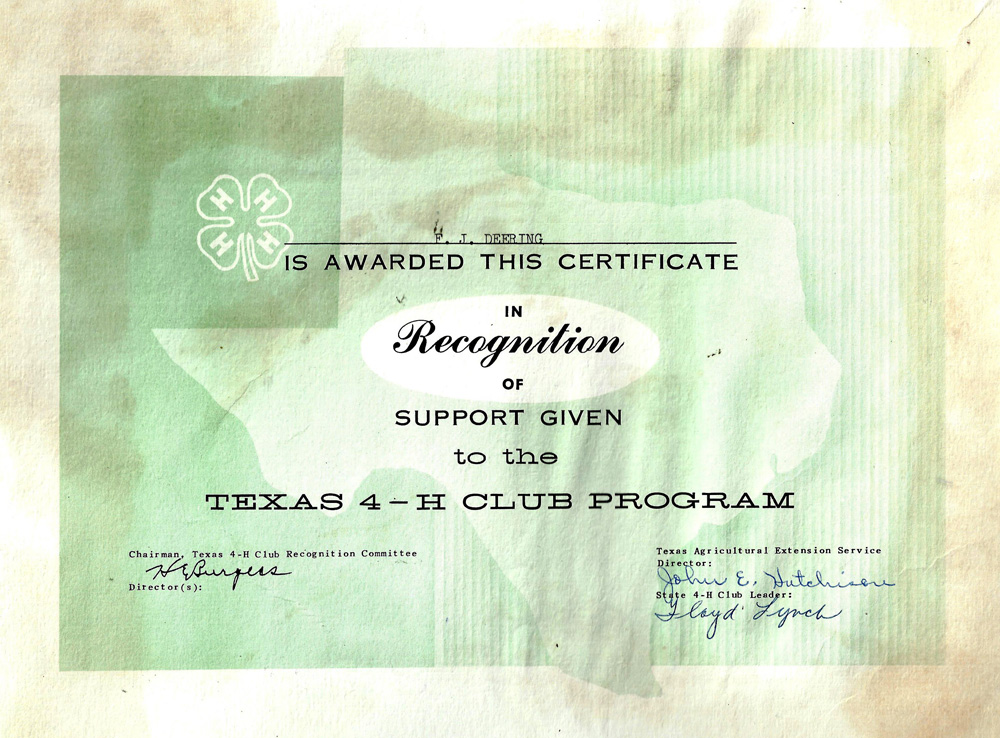 H H
H H
F. J. DEERING
IS AWARDED THIS CERTIFICATE
IN
Recognition
OF
SUPPORT GIVEN
to the
TEXAS 4-H CLUB PROGRAM
Chairman, Texas 4-H Club Recognition Committee
H E Burgess
Director(s):
Texas Agricultural Extension Service
Director:
John E. Hutchison
State 4-H Club Leader:
Floyd Lynch